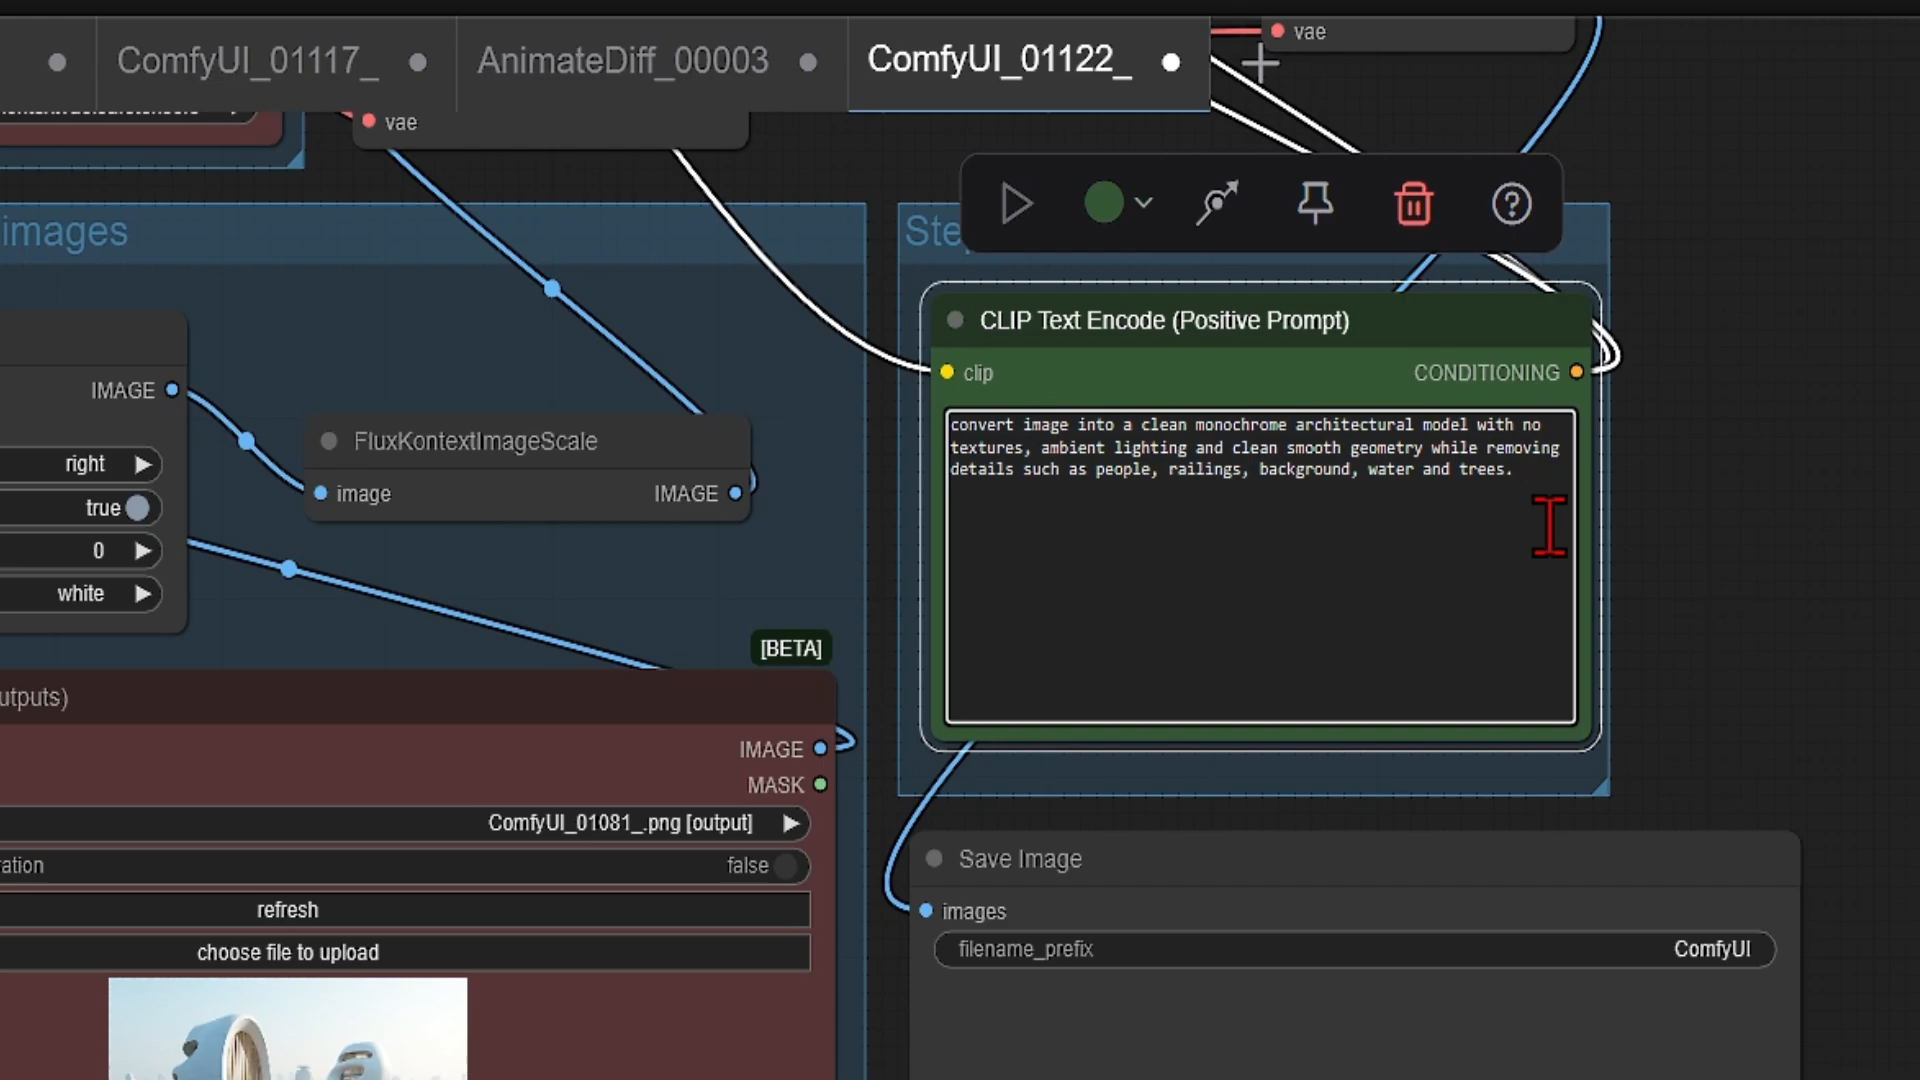 ComfyUI_01117_
AnimateDiff_00003
ComfyUI_01122_
vae
vae
images
Ste
CLIP Text Encode (Positive Prompt)
clip
CONDITIONING
convert image into a clean monochrome architectural model with no
textures, ambient lighting and clean smooth geometry while removing
details such as people, railings, background, water and trees.
IMAGE
right
true
0
white
FluxKontextImageScale
image
IMAGE
[BETA]
utputs)
IMAGE
MASK
ComfyUI_01081_.png [output]
ration
false
refresh
choose file to upload
Save Image
images
filename_prefix
ComfyUI